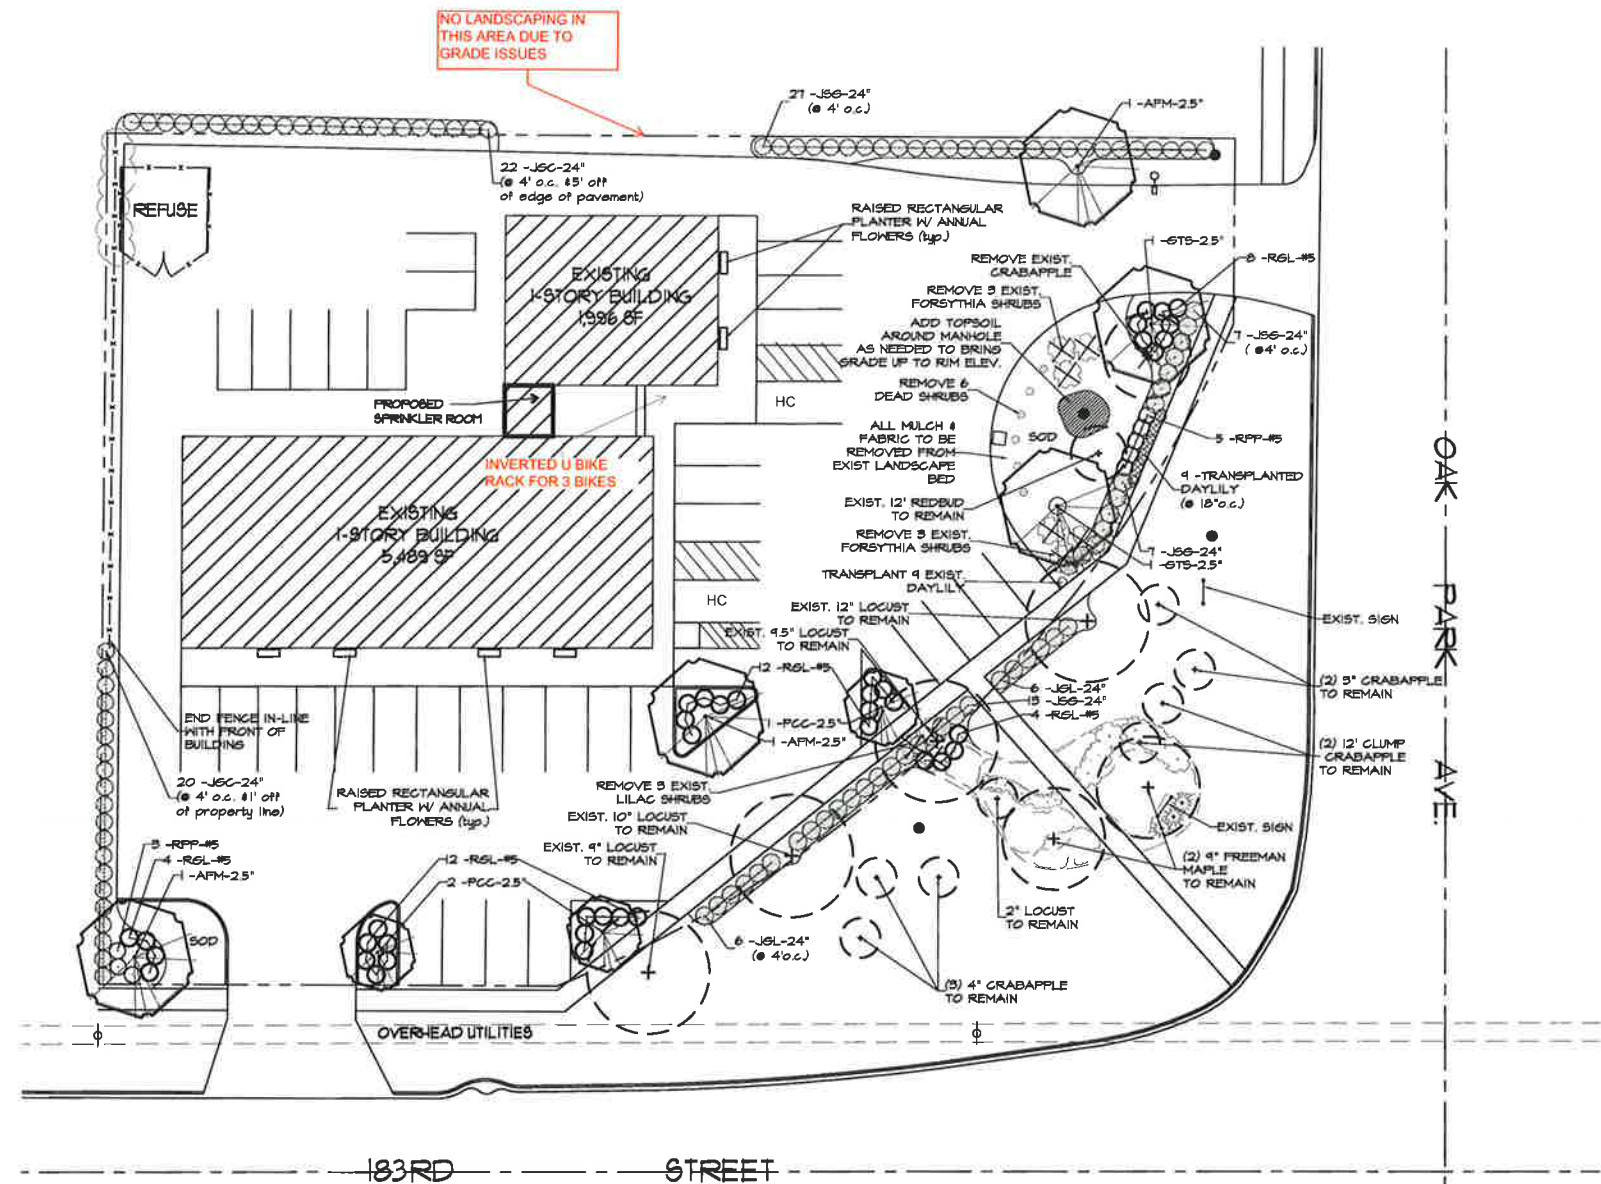 NO LANDSCAPING IN
THIS AREA DUE TO
GRADE ISSUES
27 -JSG-24"
(@ 4' o.c.)
1 -AFM-2.5"
22 -JGC-24"
(@ 4' o.c. &5' off
of edge of pavement)
REFUSE
RAISED RECTANGULAR
PLANTER W/ ANNUAL
FLOWERS (typ.)
1 -GTS-2.5"
8 -RGL-#5
REMOVE EXIST.
CRABAPPLE
REMOVE 3 EXIST.
FORSYTHIA SHRUBS
EXISTING
1-STORY BUILDING
1,996 SF
ADD TOPSOIL
AROUND MANHOLE
AS NEEDED TO BRING
GRADE UP TO RIM ELEV.
7 -JSG-24"
(@4' o.c.)
REMOVE 6
DEAD SHRUBS
PROPOSED
SPRINKLER ROOM
HC
ALL MULCH &
FABRIC TO BE
REMOVED FROM
EXIST LANDSCAPE
BED
SOD
5 -RPP-#5
INVERTED U BIKE
RACK FOR 3 BIKES
9 -TRANSPLANTED
DAYLILY
(@ 18"o.c.)
EXIST. 12' REDBUD
TO REMAIN
EXISTING
1-STORY BUILDING
5,489 SF
REMOVE 3 EXIST.
FORSYTHIA SHRUBS
7 -JSG-24"
1 -GTS-2.5"
TRANSPLANT 9 EXIST.
DAYLILY
HC
EXIST. 12" LOCUST
TO REMAIN
EXIST. 9.5" LOCUST
TO REMAIN
EXIST. SIGN
12 -RGL-#5
(2) 3" CRABAPPLE
TO REMAIN
6 -JGL-24"
13 -JSG-24"
4 -RGL-#5
1 -PCC-2.5"
1 -AFM-2.5"
END FENCE IN-LINE
WITH FRONT OF
BUILDING
(2) 12' CLUMP
CRABAPPLE
TO REMAIN
20 -JGC-24"
(@ 4' o.c. &1' off
of property line)
RAISED RECTANGULAR
PLANTER W/ ANNUAL
FLOWERS (typ.)
REMOVE 3 EXIST.
LILAC SHRUBS
EXIST. 10" LOCUST
TO REMAIN
EXIST. SIGN
EXIST. 9" LOCUST
TO REMAIN
3 -RPP-#5
4 -RGL-#5
1 -AFM-2.5"
12 -RGL-#5
2 -PCC-2.5"
(2) 9" FREEMAN
MAPLE
TO REMAIN
2" LOCUST
TO REMAIN
SOD
6 -JGL-24"
(@ 4'o.c.)
(3) 4" CRABAPPLE
TO REMAIN
OVERHEAD UTILITIES
OAK PARK AVE.
183RD STREET